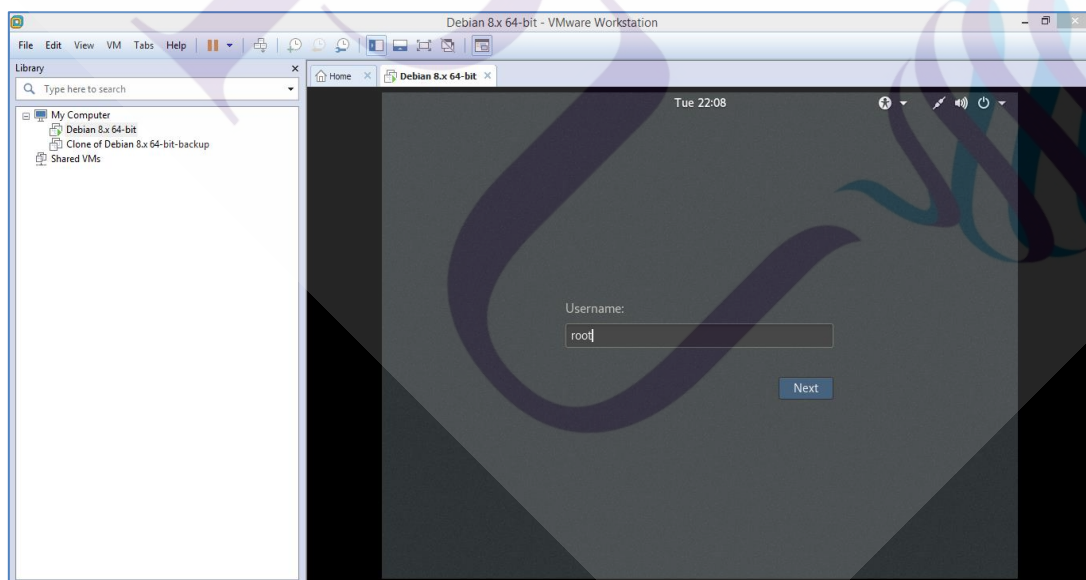 Debian 8.x 64-bit - VMware Workstation
File Edit View VM Tabs Help
Library
Home
Debian 8.x 64-bit
Type here to search
My Computer
Debian 8.x 64-bit
Clone of Debian 8.x 64-bit-backup
Shared VMs
Tue 22:08
Username:
root
Next